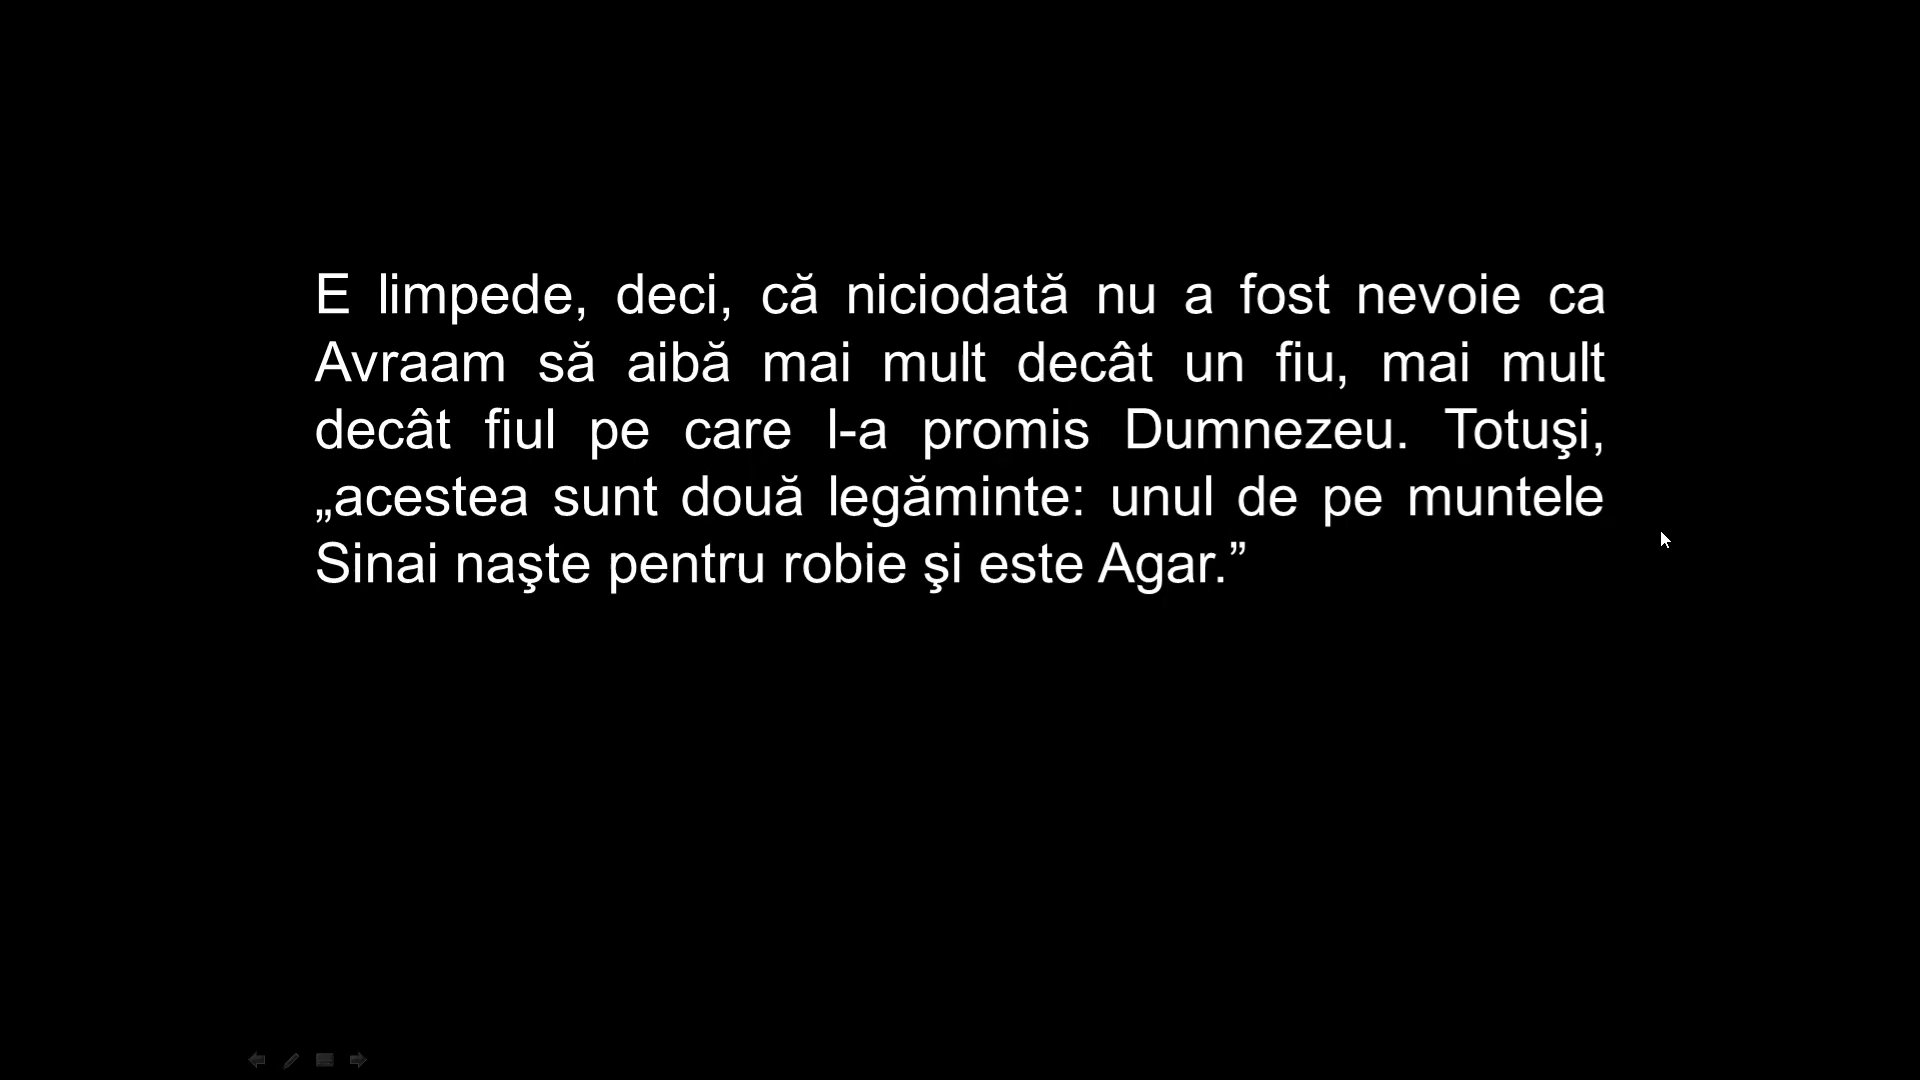 E limpede, deci, că niciodată nu a fost nevoie ca
Avraam să aibă mai mult decât un fiu, mai mult
decât fiul pe care l-a promis Dumnezeu. Totuşi,
„acestea sunt două legăminte: unul de pe muntele
Sinai naşte pentru robie şi este Agar.”